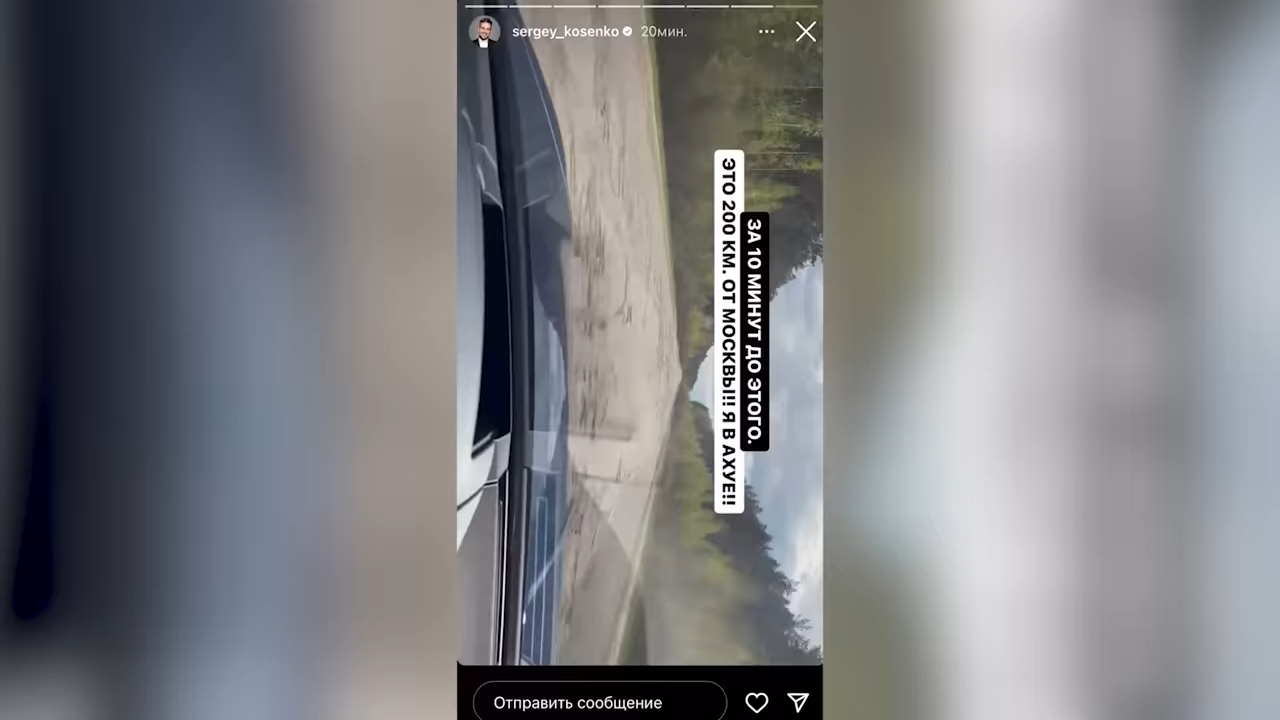 sergey_kosenko 20мин.
ЗА 10 МИНУТ ДО ЭТОГО.
ЭТО 200 КМ. ОТ МОСКВЫ!! Я В АХУЕ!!
Отправить сообщение